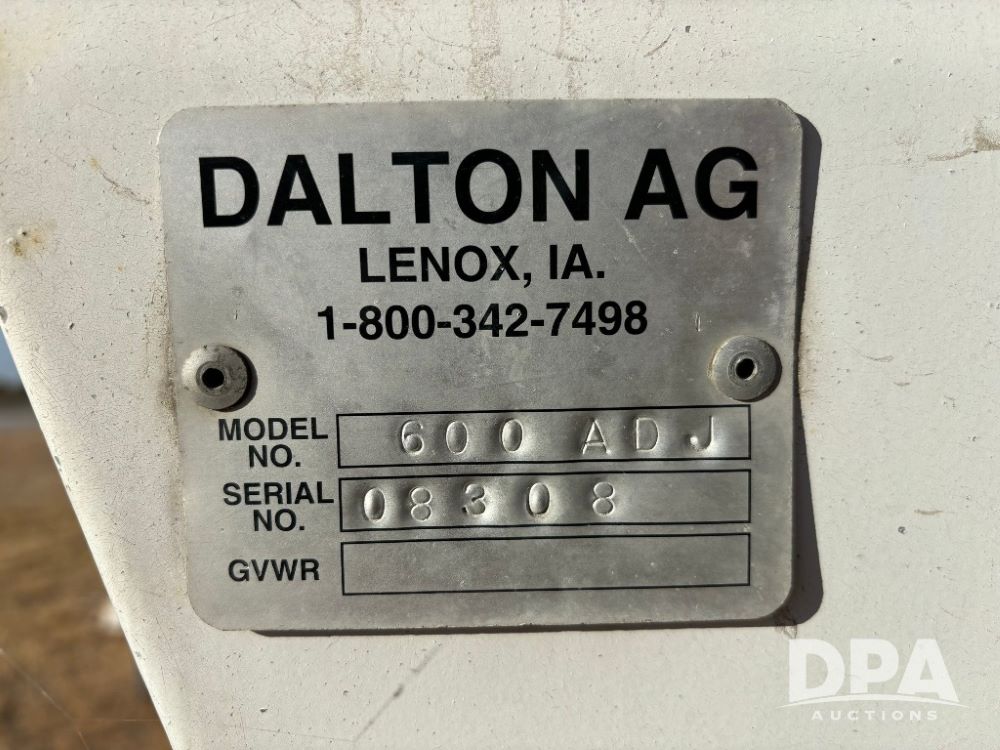 DALTON AG
LENOX, IA.
1-800-342-7498
MODEL NO. 600 ADJ
SERIAL NO. 08308
GVWR
DPA
AUCTIONS